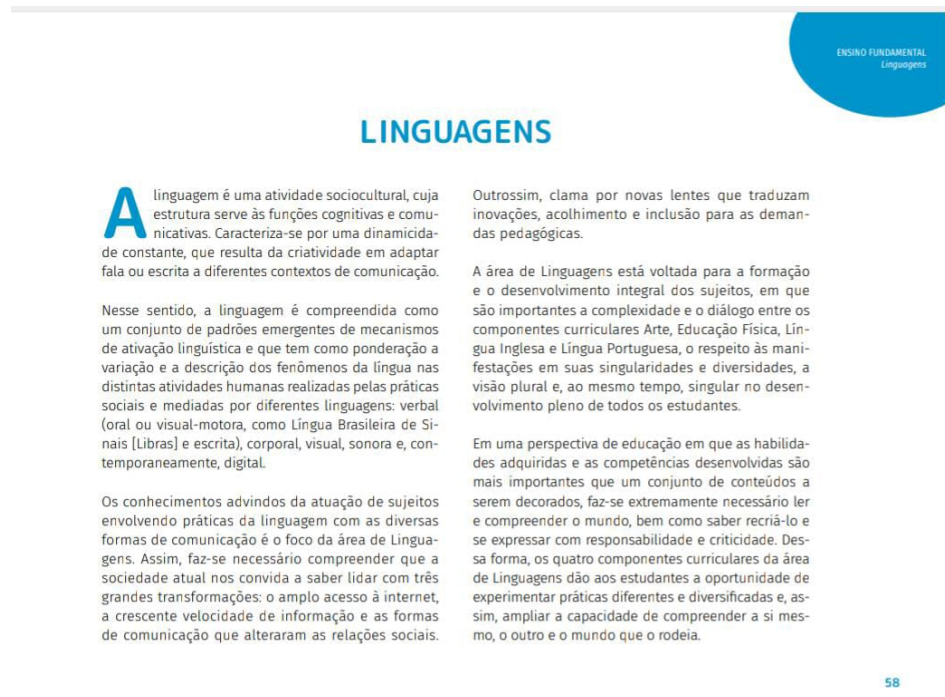 ENSINO FUNDAMENTAL
Linguagens
LINGUAGENS
A linguagem é uma atividade sociocultural, cuja
estrutura serve às funções cognitivas e comu-
nicativas. Caracteriza-se por uma dinamicida-
de constante, que resulta da criatividade em adaptar
fala ou escrita a diferentes contextos de comunicação.
Nesse sentido, a linguagem é compreendida como
um conjunto de padrões emergentes de mecanismos
de ativação linguística e que tem como ponderação a
variação e a descrição dos fenômenos da língua nas
distintas atividades humanas realizadas pelas práticas
sociais e mediadas por diferentes linguagens: verbal
(oral ou visual-motora, como Língua Brasileira de Si-
nais [Libras] e escrita), corporal, visual, sonora e, con-
temporaneamente, digital.
Os conhecimentos advindos da atuação de sujeitos
envolvendo práticas da linguagem com as diversas
formas de comunicação é o foco da área de Lingua-
gens. Assim, faz-se necessário compreender que a
sociedade atual nos convida a saber lidar com três
grandes transformações: o amplo acesso à internet,
a crescente velocidade de informação e as formas
de comunicação que alteraram as relações sociais.
Outrossim, clama por novas lentes que traduzam
inovações, acolhimento e inclusão para as deman-
das pedagógicas.
A área de Linguagens está voltada para a formação
e o desenvolvimento integral dos sujeitos, em que
são importantes a complexidade e o diálogo entre os
componentes curriculares Arte, Educação Física, Lín-
gua Inglesa e Língua Portuguesa, o respeito às mani-
festações em suas singularidades e diversidades, a
visão plural e, ao mesmo tempo, singular no desen-
volvimento pleno de todos os estudantes.
Em uma perspectiva de educação em que as habilida-
des adquiridas e as competências desenvolvidas são
mais importantes que um conjunto de conteúdos a
serem decorados, faz-se extremamente necessário ler
e compreender o mundo, bem como saber recriá-lo e
se expressar com responsabilidade e criticidade. Des-
sa forma, os quatro componentes curriculares da área
de Linguagens dão aos estudantes a oportunidade de
experimentar práticas diferentes e diversificadas e, as-
sim, ampliar a capacidade de compreender a si mes-
mo, o outro e o mundo que o rodeia.
58